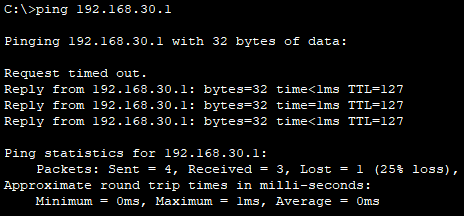 C:\>ping 192.168.30.1
Pinging 192.168.30.1 with 32 bytes of data:
Request timed out.
Reply from 192.168.30.1: bytes=32 time<1ms TTL=127
Reply from 192.168.30.1: bytes=32 time=1ms TTL=127
Reply from 192.168.30.1: bytes=32 time<1ms TTL=127
Ping statistics for 192.168.30.1:
Packets: Sent = 4, Received = 3, Lost = 1 (25% loss),
Approximate round trip times in milli-seconds:
Minimum = 0ms, Maximum = 1ms, Average = 0ms